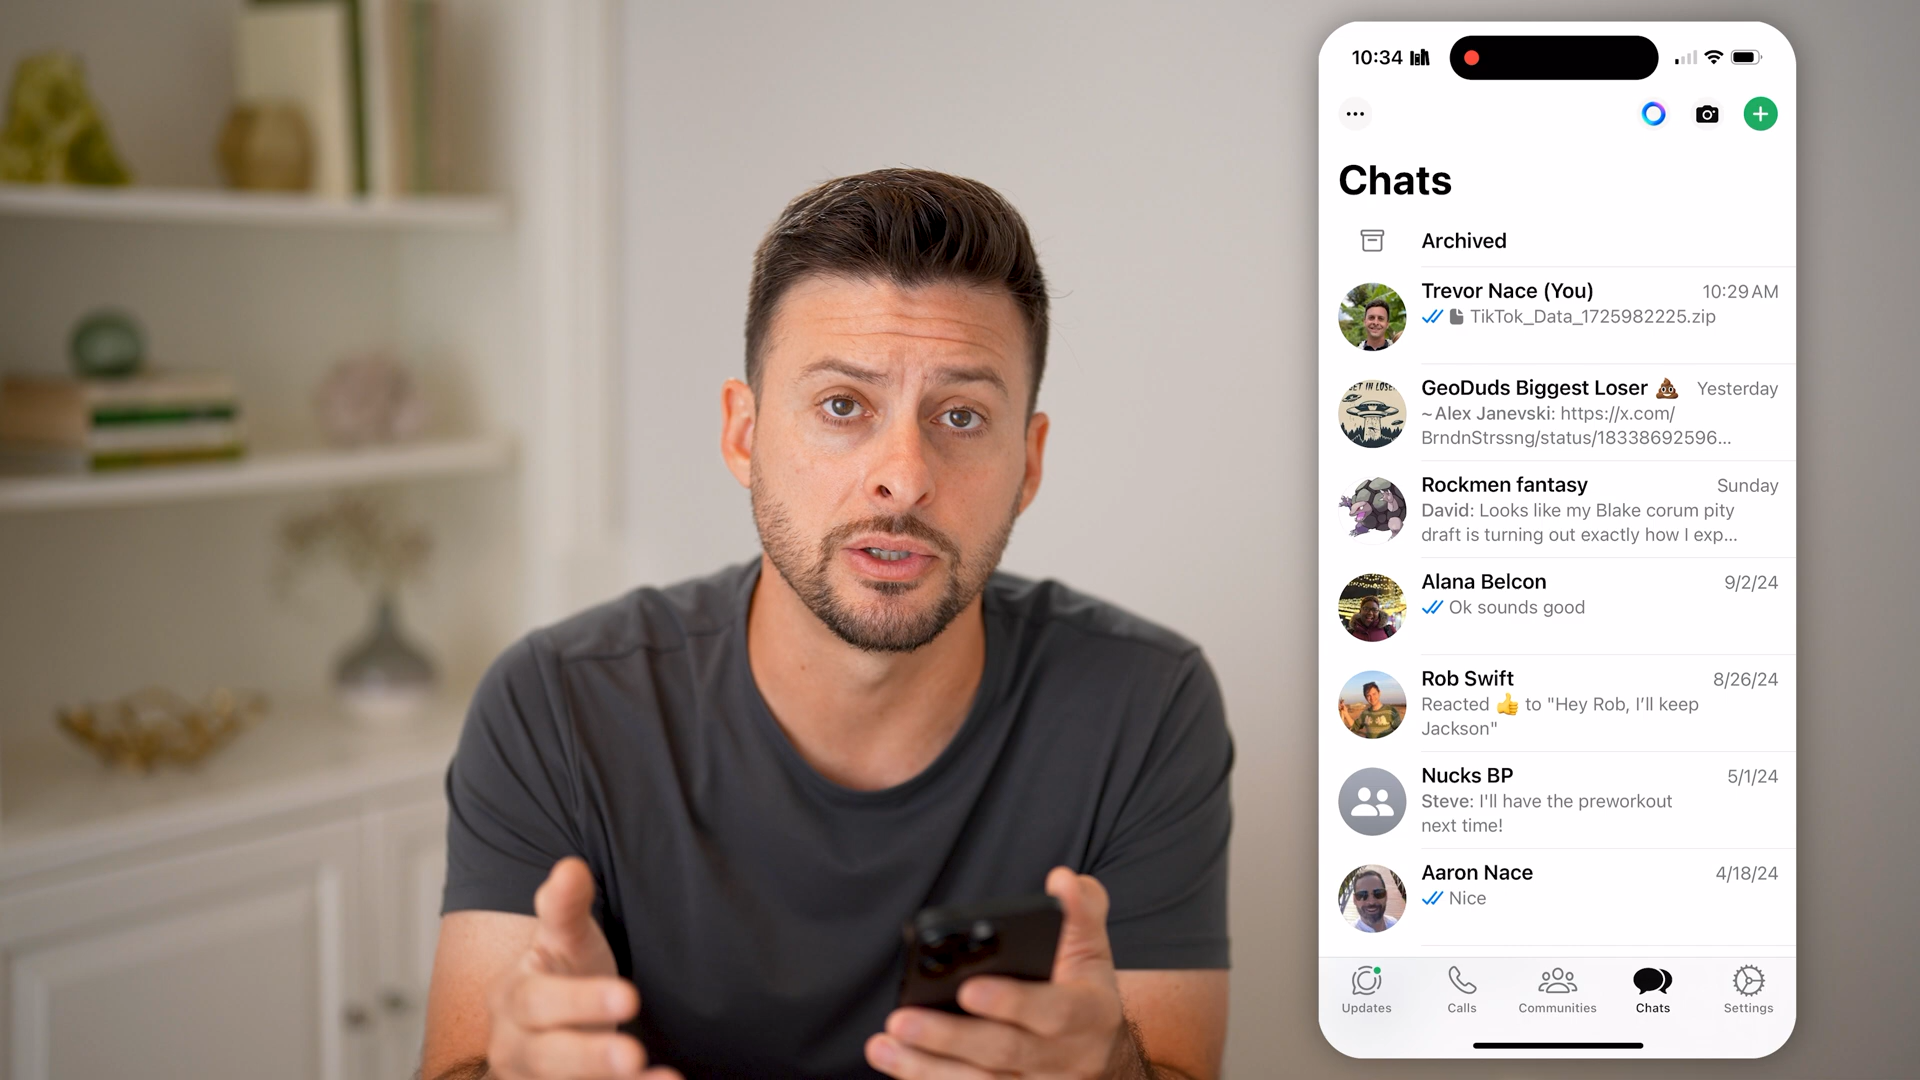 10:34
Chats
Archived
Trevor Nace (You)
10:29 AM
TikTok_Data_1725982225.zip
GET IN LOSER
GeoDuds Biggest Loser 💩
Yesterday
~Alex Janevski: https://x.com/
BrndnStrssng/status/18338692596...
Rockmen fantasy
Sunday
David: Looks like my Blake corum pity
draft is turning out exactly how I exp...
Alana Belcon
9/2/24
Ok sounds good
Rob Swift
8/26/24
Reacted 👍 to "Hey Rob, I'll keep
Jackson"
Nucks BP
5/1/24
Steve: I'll have the preworkout
next time!
Aaron Nace
4/18/24
Nice
Updates
Calls
Communities
Chats
Settings